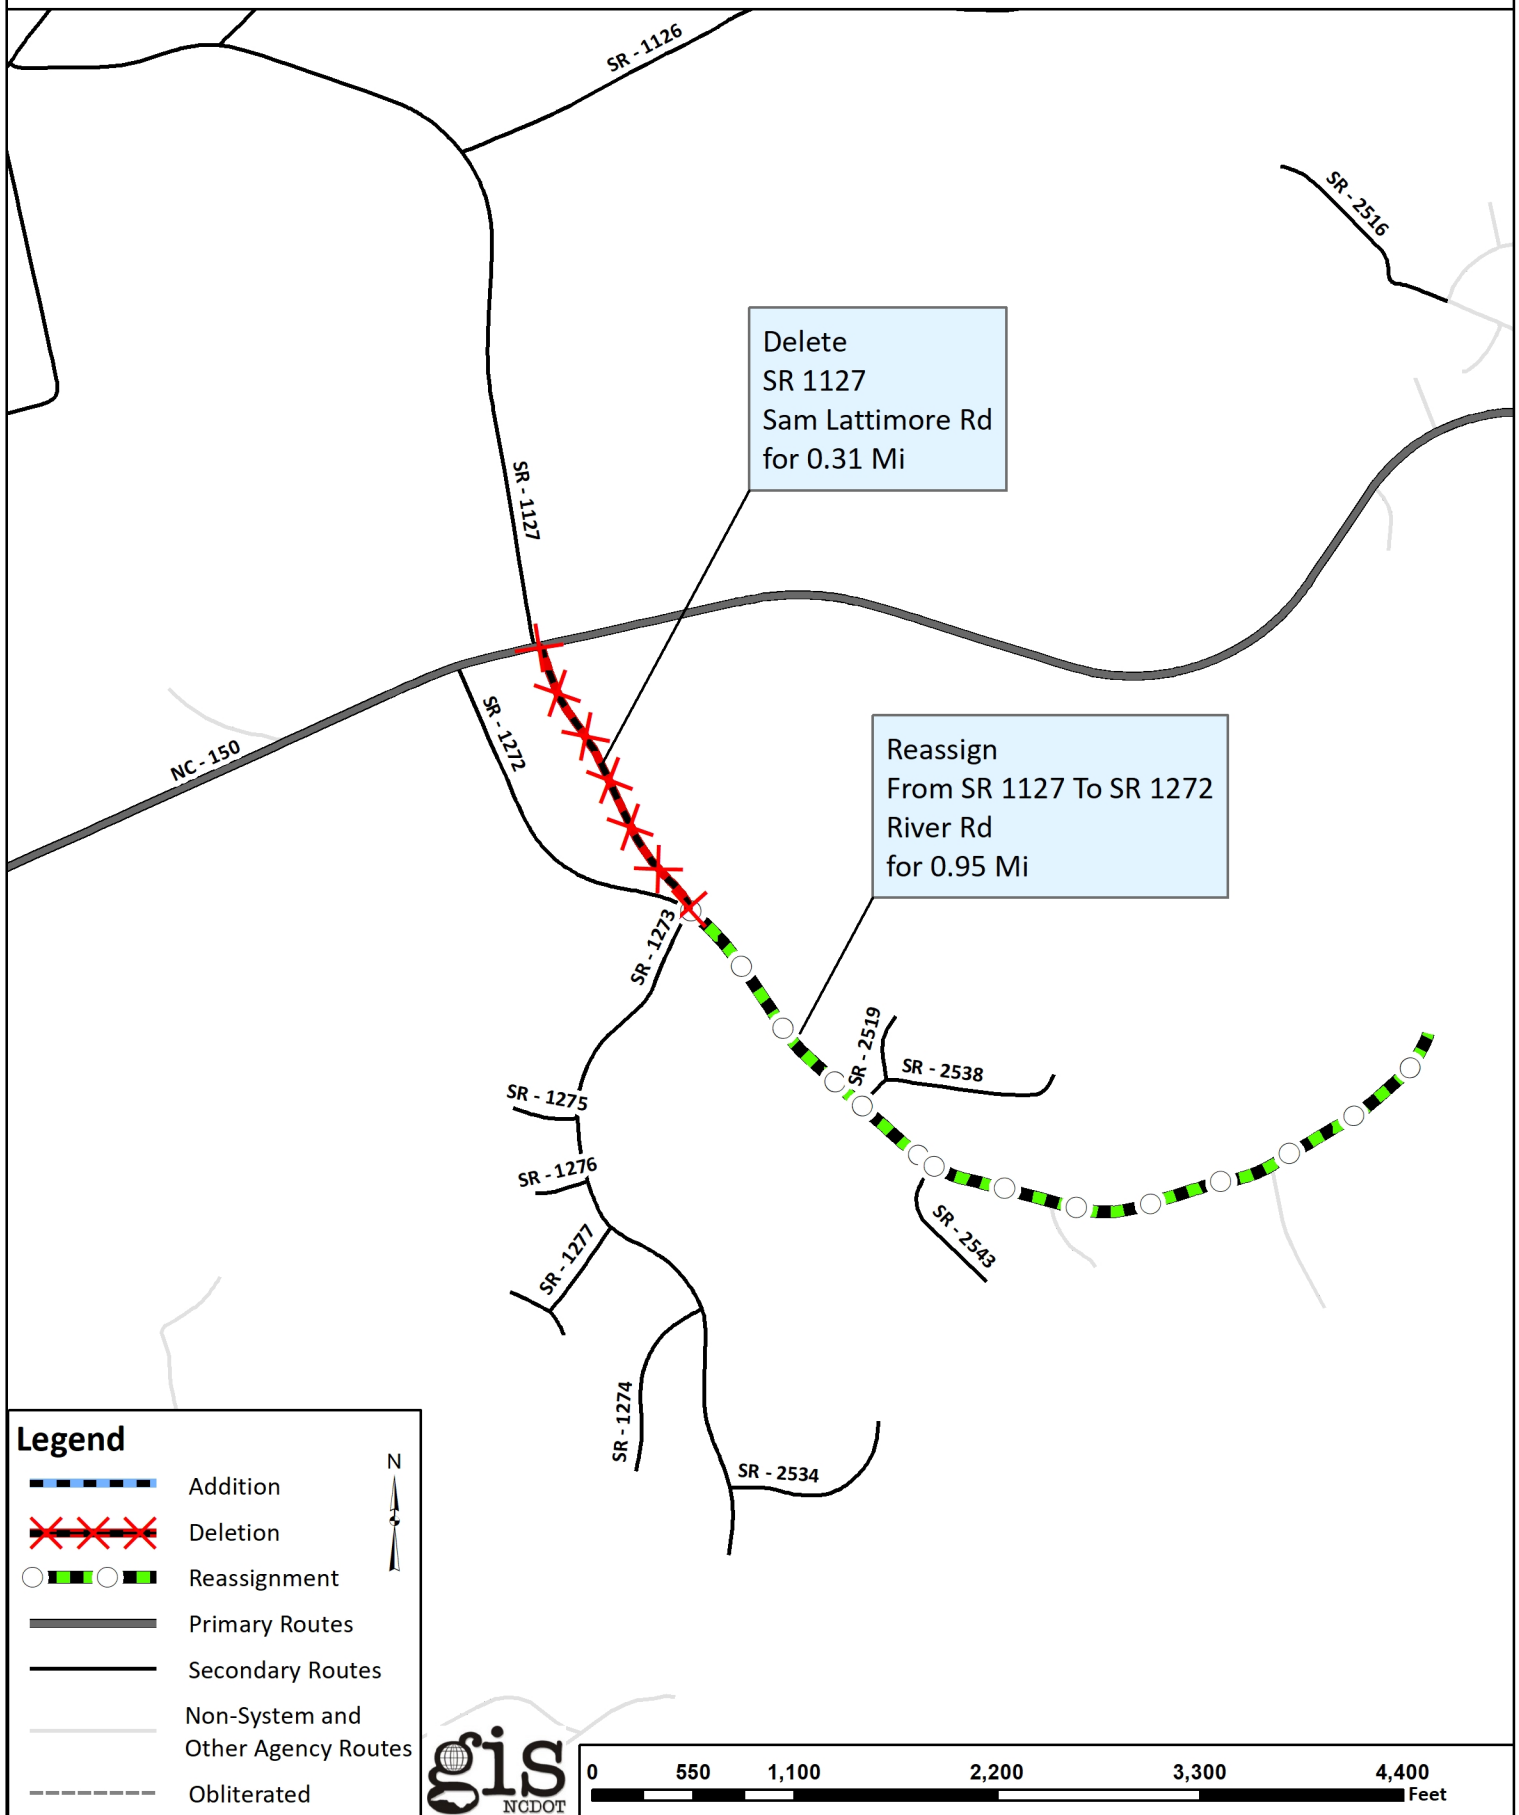 SR - 1126
SR - 2516
Delete
SR 1127
Sam Lattimore Rd
for 0.31 Mi
SR - 1127
SR - 1272
NC - 150
Reassign
From SR 1127 To SR 1272
River Rd
for 0.95 Mi
SR - 1273
SR - 2519
SR - 2538
SR - 1275
SR - 1276
SR - 2543
SR - 1277
SR - 1274
SR - 2534
Legend
N
Addition
Deletion
Reassignment
Primary Routes
Secondary Routes
Non-System and
Other Agency Routes
Obliterated
gis
NCDOT
0 550 1,100 2,200 3,300 4,400
Feet